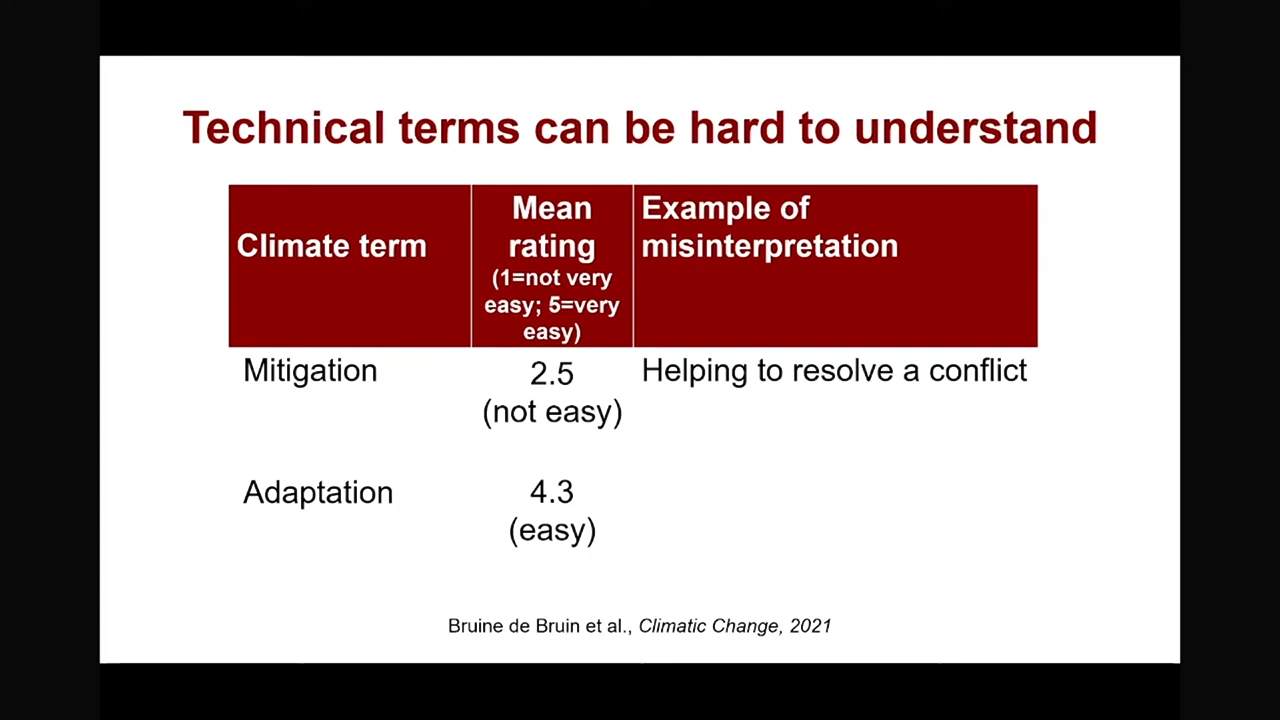 Technical terms can be hard to understand
Climate term
Mean
rating
(1=not very
easy; 5=very
easy)
Example of
misinterpretation
Mitigation
2.5
(not easy)
Helping to resolve a conflict
Adaptation
4.3
(easy)
Bruine de Bruin et al., Climatic Change, 2021